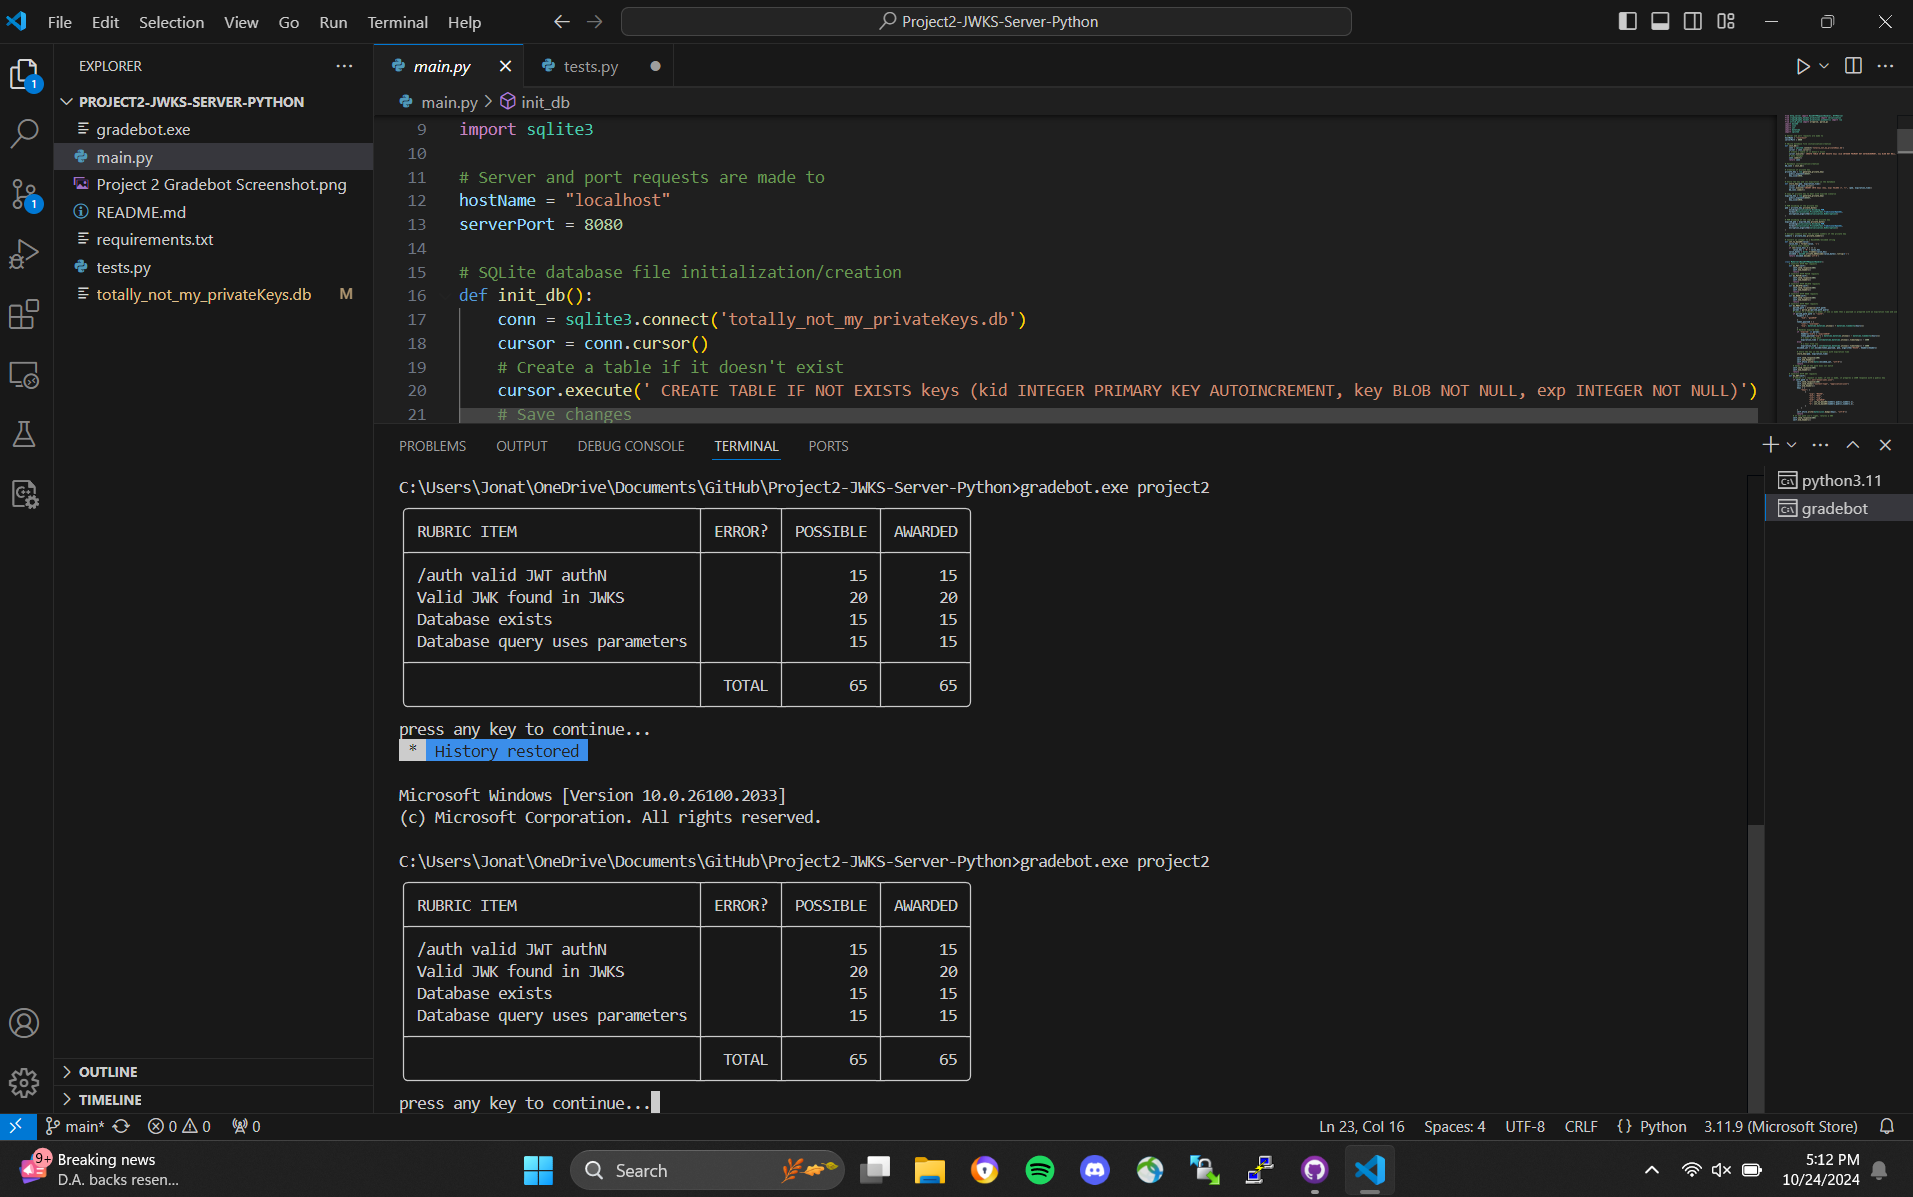 File Edit Selection View Go Run Terminal Help
Project2-JWKS-Server-Python
EXPLORER
PROJECT2-JWKS-SERVER-PYTHON
gradebot.exe
main.py
Project 2 Gradebot Screenshot.png
README.md
requirements.txt
tests.py
totally_not_my_privateKeys.db M
OUTLINE
TIMELINE
1
1
main.py
tests.py
main.py > init_db
9 import sqlite3
10
11 # Server and port requests are made to
12 hostName = "localhost"
13 serverPort = 8080
14
15 # SQLite database file initialization/creation
16 def init_db():
17 conn = sqlite3.connect('totally_not_my_privateKeys.db')
18 cursor = conn.cursor()
19 # Create a table if it doesn't exist
20 cursor.execute(' CREATE TABLE IF NOT EXISTS keys (kid INTEGER PRIMARY KEY AUTOINCREMENT, key BLOB NOT NULL, exp INTEGER NOT NULL)')
21 # Save changes
PROBLEMS OUTPUT DEBUG CONSOLE TERMINAL PORTS
python3.11
gradebot
C:\Users\Jonat\OneDrive\Documents\GitHub\Project2-JWKS-Server-Python>gradebot.exe project2
RUBRIC ITEM ERROR? POSSIBLE AWARDED
/auth valid JWT authN 15 15
Valid JWK found in JWKS 20 20
Database exists 15 15
Database query uses parameters 15 15
TOTAL 65 65
press any key to continue...
* History restored
Microsoft Windows [Version 10.0.26100.2033]
(c) Microsoft Corporation. All rights reserved.
C:\Users\Jonat\OneDrive\Documents\GitHub\Project2-JWKS-Server-Python>gradebot.exe project2
RUBRIC ITEM ERROR? POSSIBLE AWARDED
/auth valid JWT authN 15 15
Valid JWK found in JWKS 20 20
Database exists 15 15
Database query uses parameters 15 15
TOTAL 65 65
press any key to continue...
main* 0 0 0
Ln 23, Col 16 Spaces: 4 UTF-8 CRLF {} Python 3.11.9 (Microsoft Store)
9+ Breaking news
D.A. backs resen...
Search
5:12 PM
10/24/2024